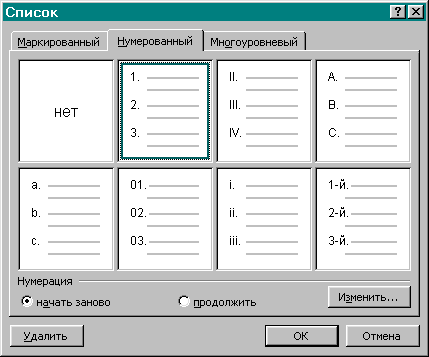 Список
Маркированный Нумерованный Многоуровневый
нет
1.
2.
3.
II.
III.
IV.
A.
B.
C.
a.
b.
c.
01.
02.
03.
i.
ii.
iii.
1-й.
2-й.
3-й.
Нумерация
начать заново продолжить Изменить...
Удалить OK Отмена